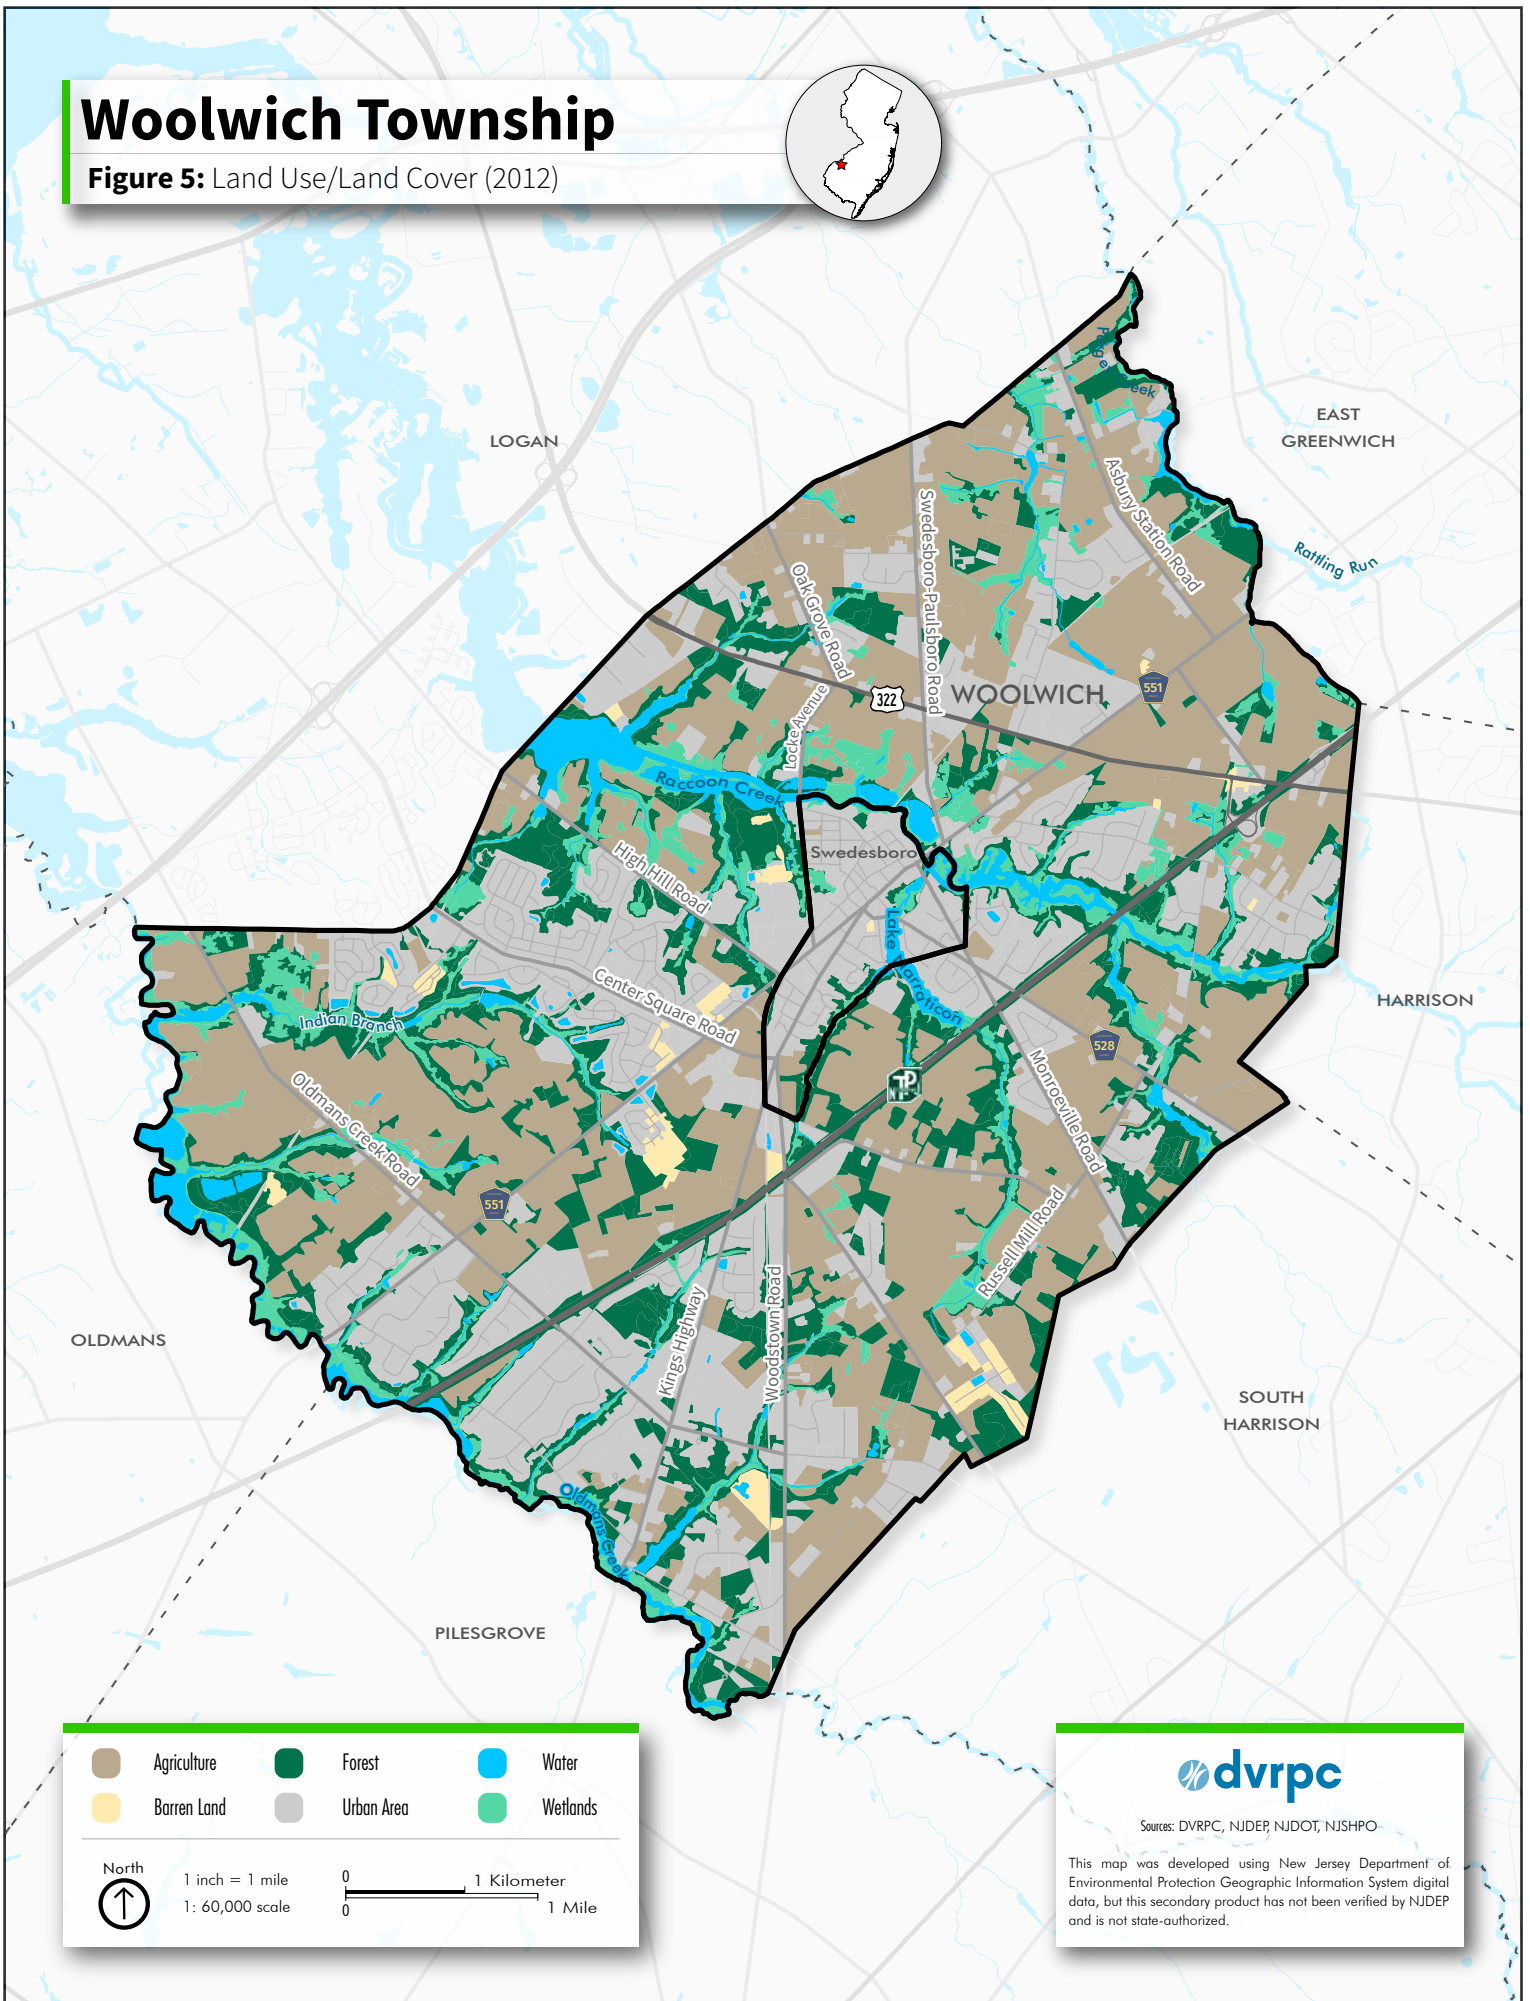 Woolwich Township
Figure 5: Land Use/Land Cover (2012)
LOGAN
EAST
GREENWICH
Creek
Asbury Station Road
Rattling Run
Swedesboro-Paulsboro Road
Oak Grove Road
322
WOOLWICH
551
Locke Avenue
Raccoon Creek
Swedesboro
High Hill Road
Lake Narraticon
Center Square Road
HARRISON
Indian Branch
528
Monroeville Road
Oldmans Creek Road
TP
NJ
551
Russell Mill Road
Kings Highway
Woodstown Road
OLDMANS
SOUTH
HARRISON
Oldmans Creek
PILESGROVE
Agriculture
Forest
Water
Barren Land
Urban Area
Wetlands
North
1 inch = 1 mile
1: 60,000 scale
0
1 Kilometer
0
1 Mile
dvrpc
Sources: DVRPC, NJDEP, NJDOT, NJSHPO
This map was developed using New Jersey Department of
Environmental Protection Geographic Information System digital
data, but this secondary product has not been verified by NJDEP
and is not state-authorized.